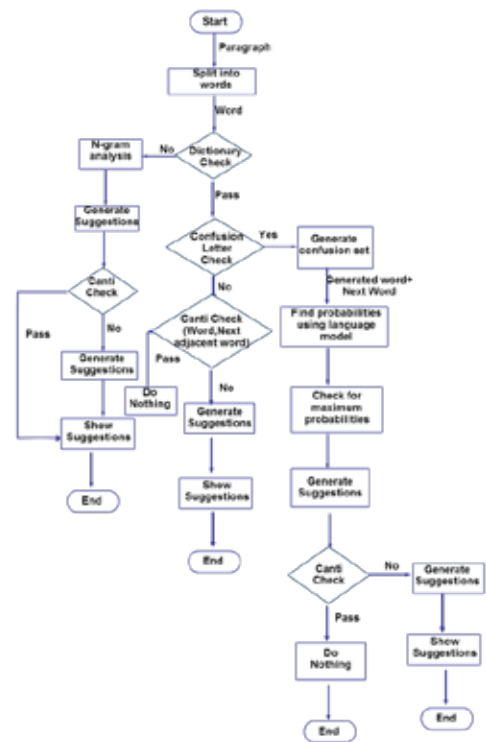 Start
Paragraph
Split into
words
Word
N-gram
analysis
No
Dictionary
Check
Pass
Generate
Suggestions
Confusion
Letter
Check
Yes
Generate
confusion set
No
Generated word+
Next Word
Canti
Check
Canti Check
(Word,Next
adjacent word)
Find probabilities
using language
model
Pass
No
Pass
Generate
Suggestions
Do
Nothing
No
Generate
Suggestions
Check for
maximum
probabilities
Show
Suggestions
Show
Suggestions
Generate
Suggestions
End
End
Canti
Check
No
Generate
Suggestions
Pass
Do
Nothing
Show
Suggestions
End
End